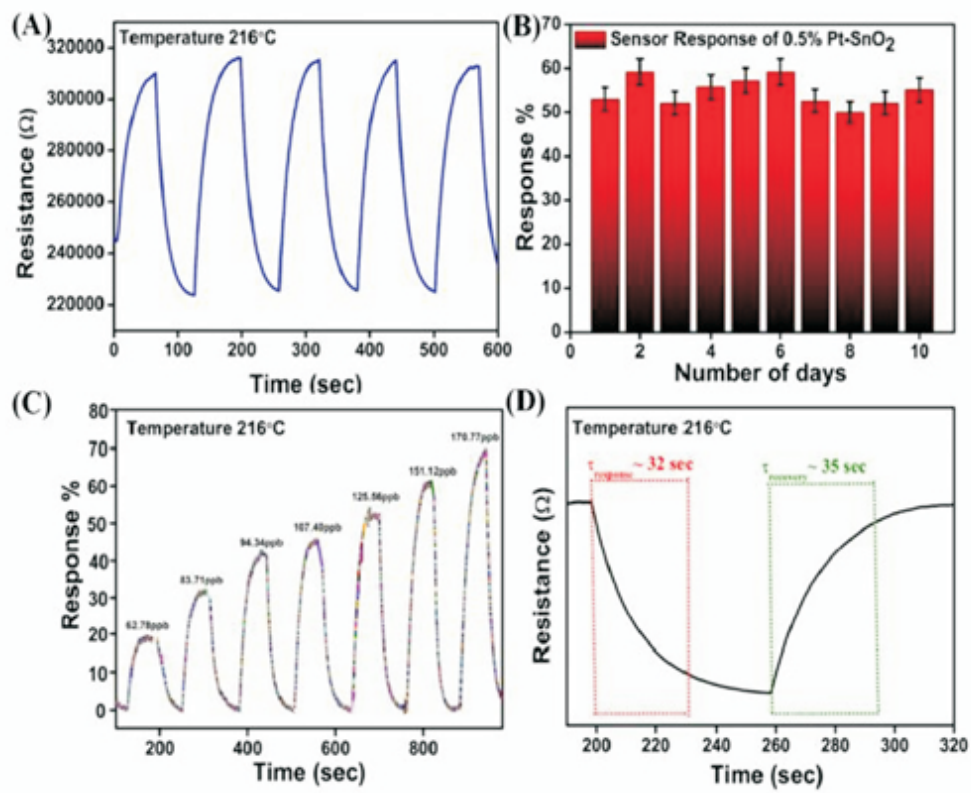 (A)
Temperature 216°C
Resistance (Ω)
320000
300000
280000
260000
240000
220000
0 100 200 300 400 500 600
Time (sec)
(B)
Sensor Response of 0.5% Pt-SnO2
Response %
70
60
50
40
30
20
10
0
0 2 4 6 8 10
Number of days
(C)
Temperature 216°C
Response %
80
70
60
50
40
30
20
10
0
62.78ppb
83.71ppb
94.34ppb
107.40ppb
125.56ppb
151.12ppb
170.77ppb
200 400 600 800
Time (sec)
(D)
Temperature 216°C
τresponse ~ 32 sec
τrecovery ~ 35 sec
Resistance (Ω)
200 220 240 260 280 300 320
Time (sec)